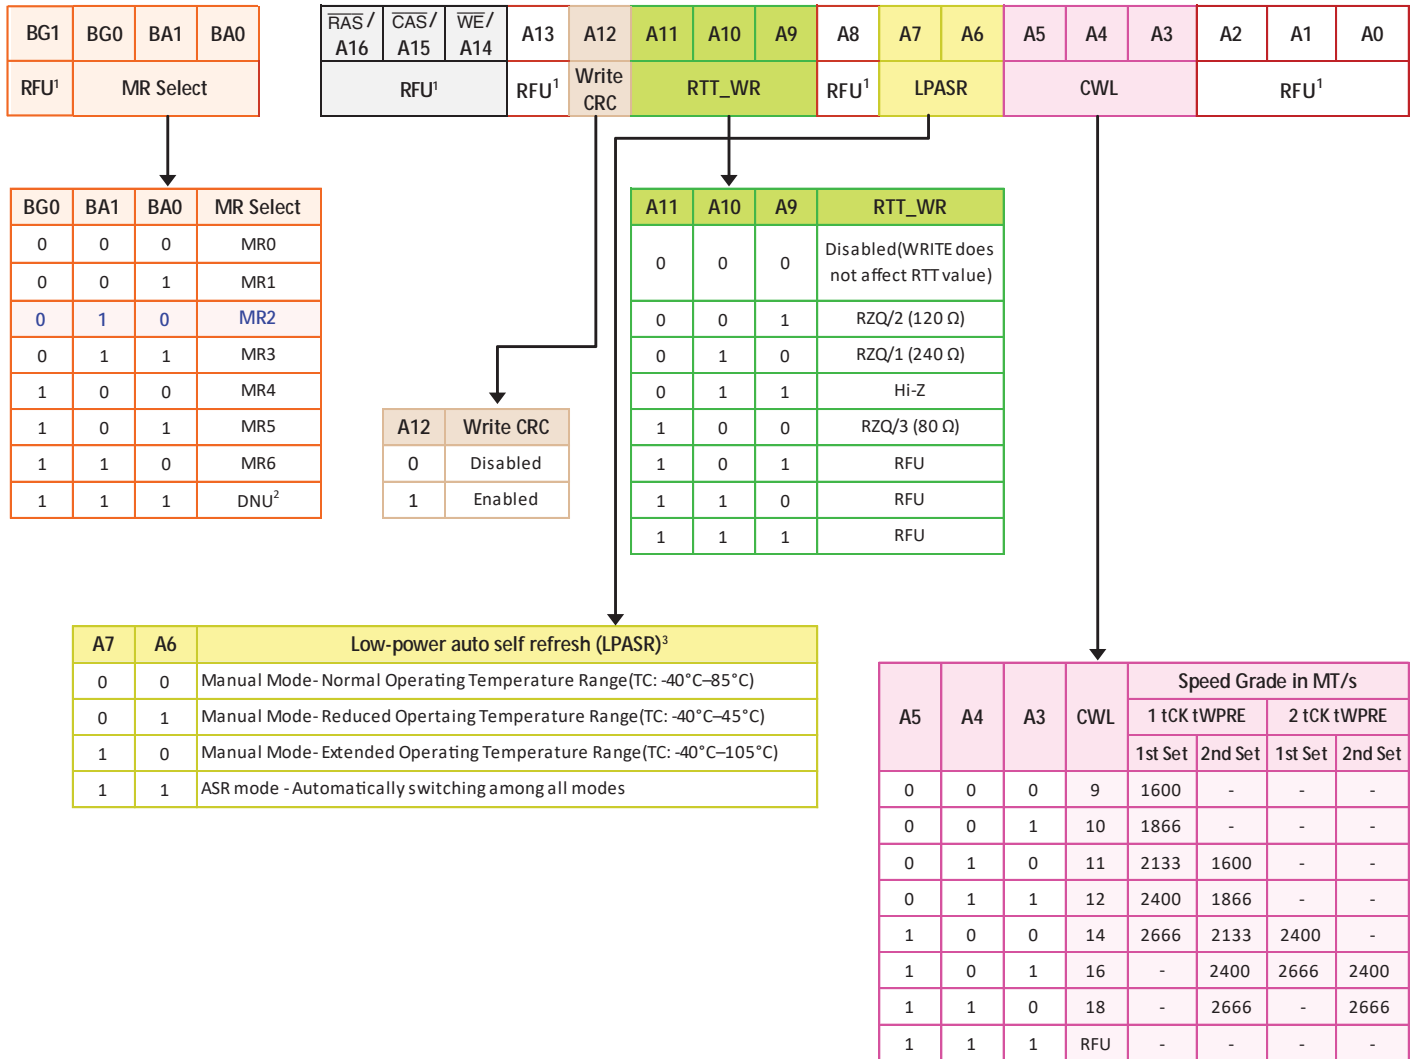 BG1 BG0 BA1 BA0 RAS/ CAS/ WE/ A13 A12 A11 A10 A9 A8 A7 A6 A5 A4 A3 A2 A1 A0
A16 A15 A14
RFU¹ MR Select RFU¹ RFU¹ Write CRC RTT_WR RFU¹ LPASR CWL RFU¹
BG0 BA1 BA0 MR Select
0 0 0 MR0
0 0 1 MR1
0 1 0 MR2
0 1 1 MR3
1 0 0 MR4
1 0 1 MR5
1 1 0 MR6
1 1 1 DNU²
A12 Write CRC
0 Disabled
1 Enabled
A11 A10 A9 RTT_WR
0 0 0 Disabled(WRITE does
not affect RTT value)
0 0 1 RZQ/2 (120 Ω)
0 1 0 RZQ/1 (240 Ω)
0 1 1 Hi-Z
1 0 0 RZQ/3 (80 Ω)
1 0 1 RFU
1 1 0 RFU
1 1 1 RFU
A7 A6 Low-power auto self refresh (LPASR)³
0 0 Manual Mode- Normal Operating Temperature Range(TC: -40°C–85°C)
0 1 Manual Mode- Reduced Opertaing Temperature Range(TC: -40°C–45°C)
1 0 Manual Mode- Extended Operating Temperature Range(TC: -40°C–105°C)
1 1 ASR mode - Automatically switching among all modes
A5 A4 A3 CWL Speed Grade in MT/s
1 tCK tWPRE 2 tCK tWPRE
1st Set 2nd Set 1st Set 2nd Set
0 0 0 9 1600 - - -
0 0 1 10 1866 - - -
0 1 0 11 2133 1600 - -
0 1 1 12 2400 1866 - -
1 0 0 14 2666 2133 2400 -
1 0 1 16 - 2400 2666 2400
1 1 0 18 - 2666 - 2666
1 1 1 RFU - - - -